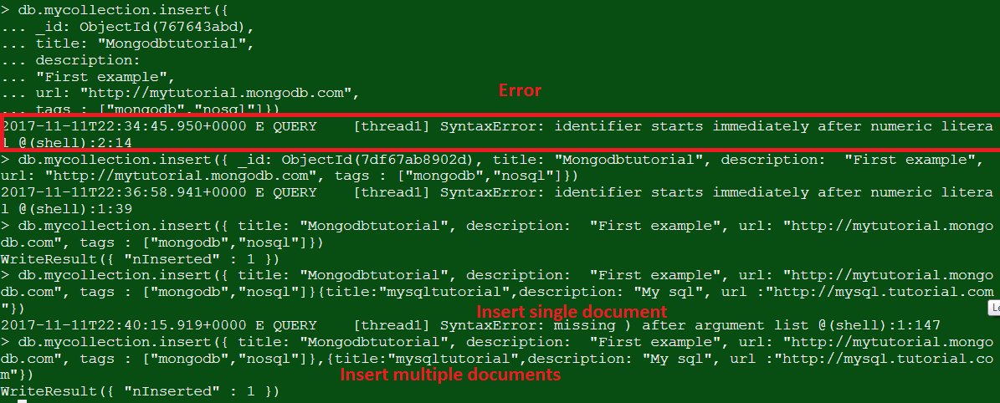 > db.mycollection.insert({
... _id: ObjectId(767643abd),
... title: "Mongodbtutorial",
... description:
... "First example",
... url: "http://mytutorial.mongodb.com",
Error
... tags : ["mongodb","nosql"]})
2017-11-11T22:34:45.950+0000 E QUERY    [thread1] SyntaxError: identifier starts immediately after numeric litera
l @(shell):2:14
> db.mycollection.insert({ _id: ObjectId(7df67ab8902d), title: "Mongodbtutorial", description:  "First example",
url: "http://mytutorial.mongodb.com", tags : ["mongodb","nosql"]})
2017-11-11T22:36:58.941+0000 E QUERY    [thread1] SyntaxError: identifier starts immediately after numeric litera
l @(shell):1:39
> db.mycollection.insert({ title: "Mongodbtutorial", description:  "First example", url: "http://mytutorial.mongo
db.com", tags : ["mongodb","nosql"]})
WriteResult({ "nInserted" : 1 })
> db.mycollection.insert({ title: "Mongodbtutorial", description:  "First example", url: "http://mytutorial.mongo
db.com", tags : ["mongodb","nosql"]}{title:"mysqltutorial",description: "My sql", url :"http://mysql.tutorial.com
"})
Le
Insert single document
2017-11-11T22:40:15.919+0000 E QUERY    [thread1] SyntaxError: missing ) after argument list @(shell):1:147
> db.mycollection.insert({ title: "Mongodbtutorial", description:  "First example", url: "http://mytutorial.mongo
db.com", tags : ["mongodb","nosql"]},{title:"mysqltutorial",description: "My sql", url :"http://mysql.tutorial.co
m"})
Insert multiple documents
WriteResult({ "nInserted" : 1 })